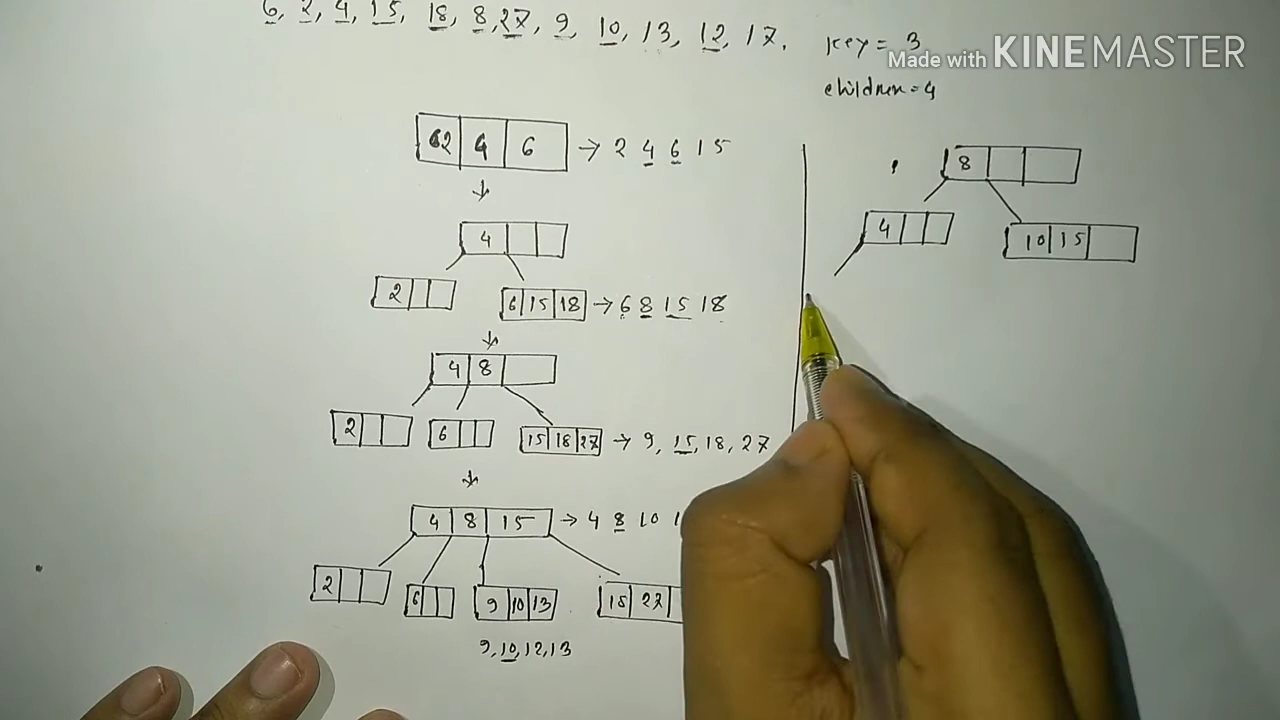 6, 2, 4, 15, 18, 8, 27, 9, 10, 13, 12, 17.
key = 3
Made with KINEMASTER
children = 4
2 4 6 → 2 4 6 15
8
4
10 15
4
2
6 15 18 → 6 8 15 18
4 8
2
6
15 18 27 → 9, 15, 18, 27
4 8 15 → 4 8 10
2
6
9 10 13
27
9, 10, 12, 13